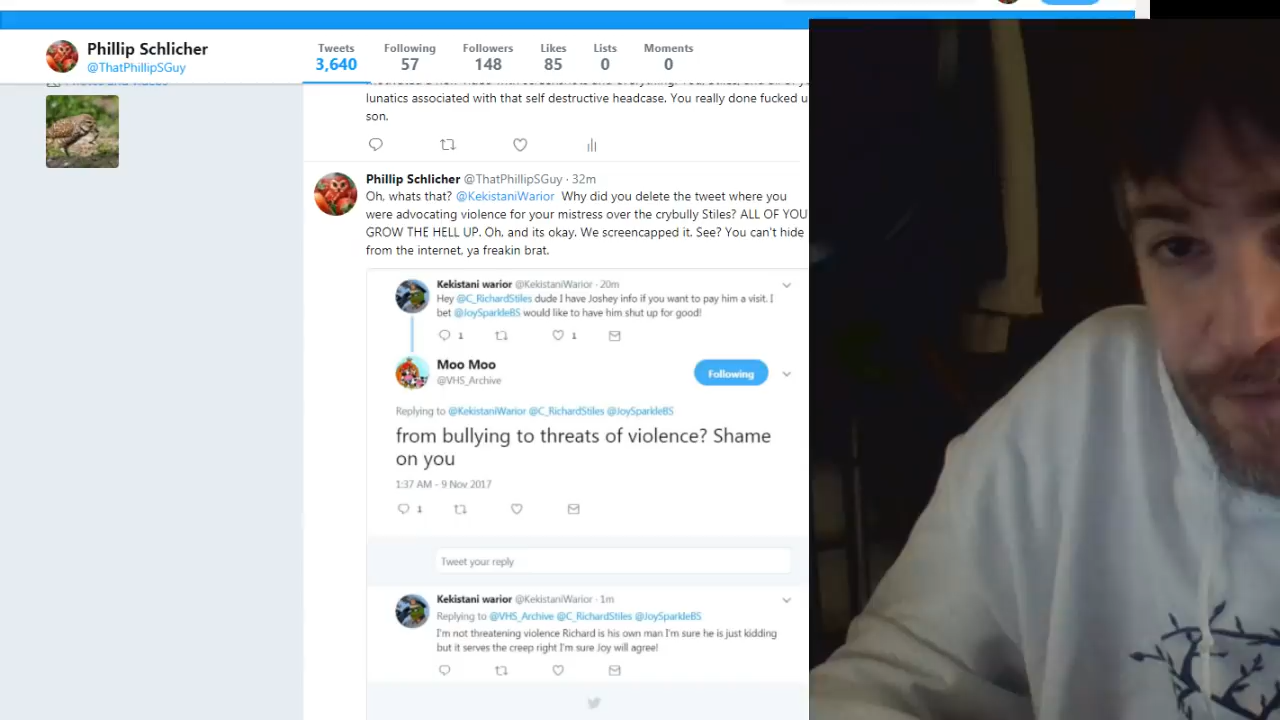 Phillip Schlicher
@ThatPhillipSGuy
Tweets Following Followers Likes Lists Moments
3,640 57 148 85 0 0
lunatics associated with that self destructive headcase. You really done fucked u
son.
Phillip Schlicher @ThatPhillipSGuy · 32m
Oh, whats that? @KekistaniWarior Why did you delete the tweet where you
were advocating violence for your mistress over the crybully Stiles? ALL OF YOU
GROW THE HELL UP. Oh, and its okay. We screencapped it. See? You can't hide
from the internet, ya freakin brat.
Kekistani warior @KekistaniWarior · 20m
Hey @C_RichardStiles dude I have Joshey info if you want to pay him a visit. I
bet @JoySparkleBS would like to have him shut up for good!
1 1
Moo Moo
@VHS_Archive
Following
Replying to @KekistaniWarior @C_RichardStiles @JoySparkleBS
from bullying to threats of violence? Shame
on you
1:37 AM - 9 Nov 2017
1
Tweet your reply
Kekistani warior @KekistaniWarior · 1m
Replying to @VHS_Archive @C_RichardStiles @JoySparkleBS
I'm not threatening violence Richard is his own man I'm sure he is just kidding
but it serves the creep right I'm sure Joy will agree!